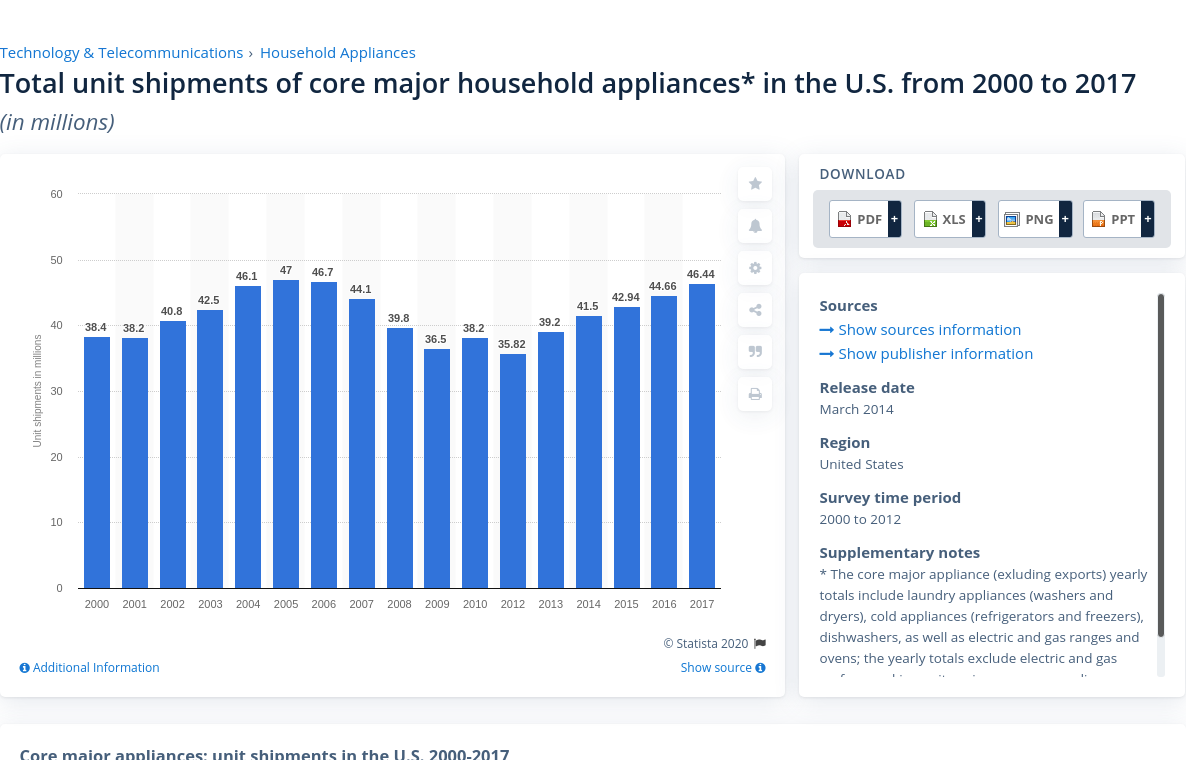 Technology & Telecommunications › Household Appliances
Total unit shipments of core major household appliances* in the U.S. from 2000 to 2017
(in millions)
60
50
40
30
20
10
0
Unit shipments in millions
38.4
38.2
40.8
42.5
46.1
47
46.7
44.1
39.8
36.5
38.2
35.82
39.2
41.5
42.94
44.66
46.44
2000 2001 2002 2003 2004 2005 2006 2007 2008 2009 2010 2012 2013 2014 2015 2016 2017
© Statista 2020
Additional Information
Show source
DOWNLOAD
PDF + XLS + PNG + PPT +
Sources
Show sources information
Show publisher information
Release date
March 2014
Region
United States
Survey time period
2000 to 2012
Supplementary notes
* The core major appliance (exluding exports) yearly
totals include laundry appliances (washers and
dryers), cold appliances (refrigerators and freezers),
dishwashers, as well as electric and gas ranges and
ovens; the yearly totals exclude electric and gas
Core major appliances: unit shipments in the U.S. 2000-2017